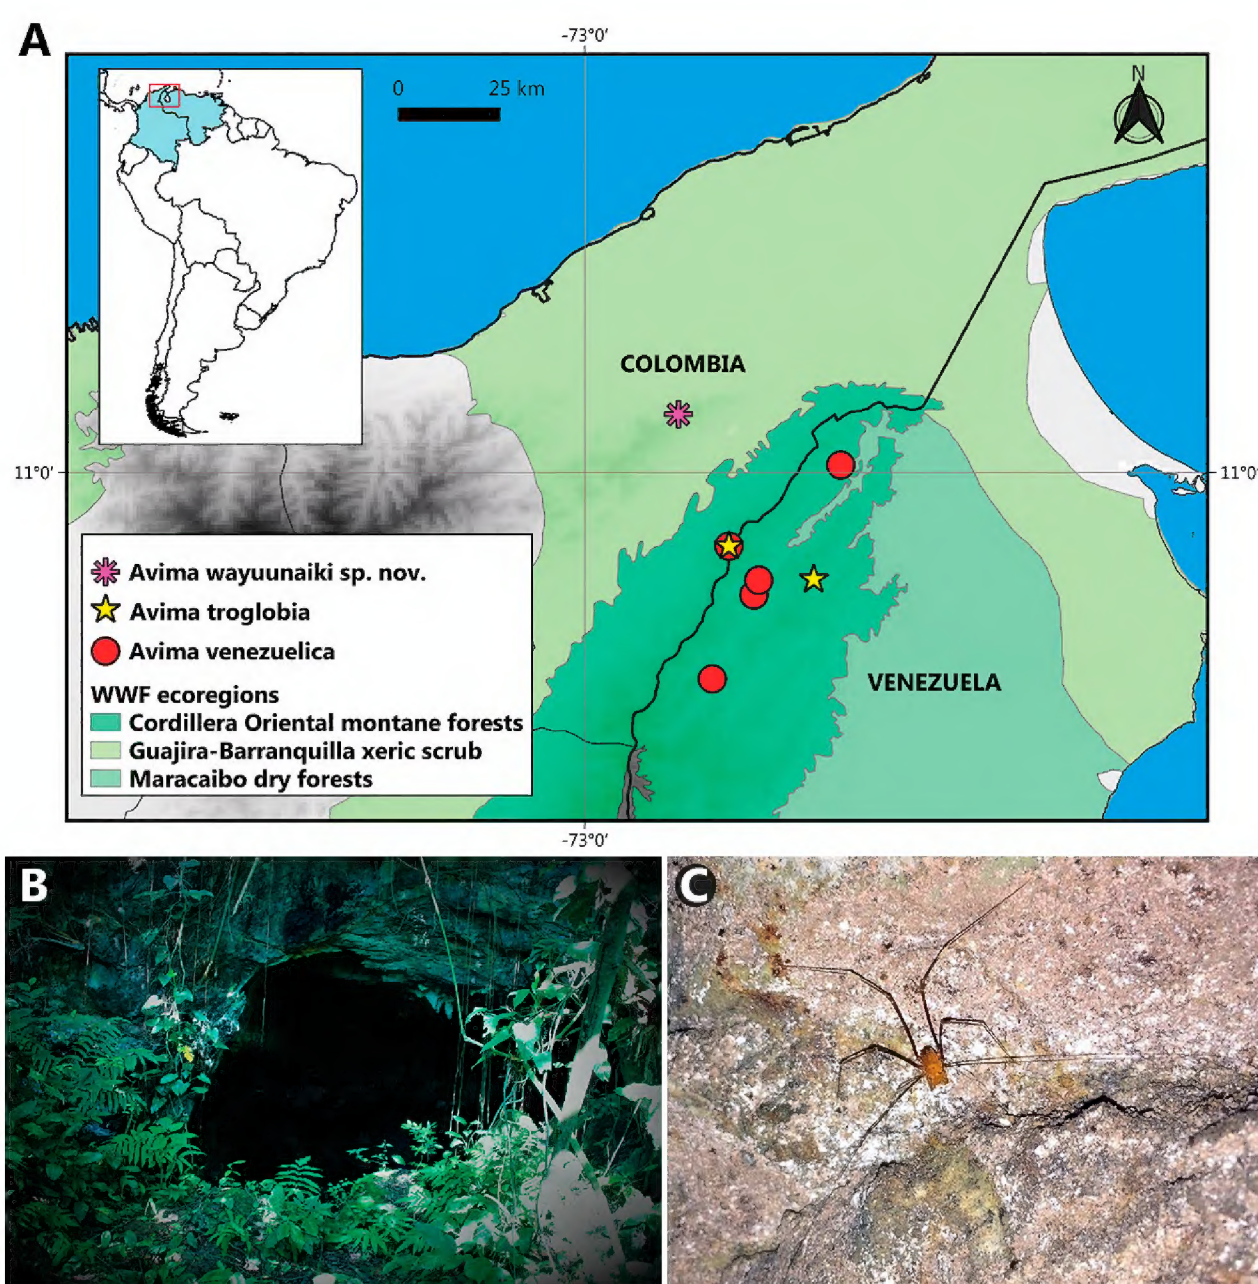 A
-73°0'
0 25 km
N
COLOMBIA
11°0'
11°0'
Avima wayuunaiki sp. nov.
Avima troglobia
Avima venezuelica
WWF ecoregions
Cordillera Oriental montane forests
Guajira-Barranquilla xeric scrub
Maracaibo dry forests
VENEZUELA
-73°0'
B
C